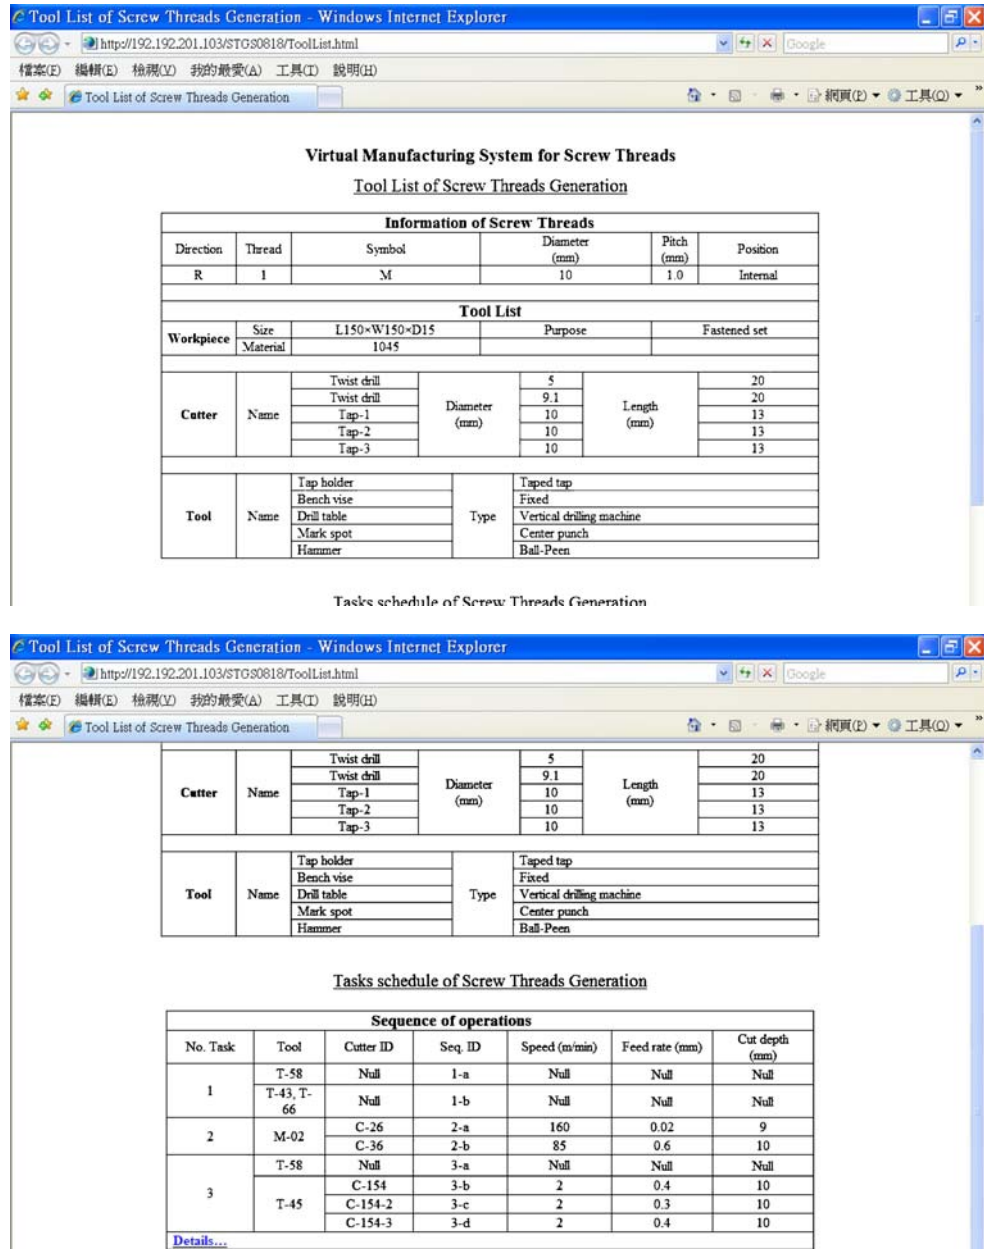 Tool List of Screw Threads Generation - Windows Internet Explorer
http://192.192.201.103/STGS0818/ToolList.html Google
檔案(F) 編輯(E) 檢視(V) 我的最愛(A) 工具(T) 說明(H)
Tool List of Screw Threads Generation 網頁(P) 工具(O) »
Virtual Manufacturing System for Screw Threads
Tool List of Screw Threads Generation
Information of Screw Threads
Direction Thread Symbol Diameter (mm) Pitch (mm) Position
R 1 M 10 1.0 Internal
Tool List
Workpiece Size L150×W150×D15 Purpose Fastened set
Material 1045
Cutter Name Diameter (mm) Length (mm)
Twist drill 5 20
Twist drill 9.1 20
Tap-1 10 13
Tap-2 10 13
Tap-3 10 13
Tool Name Type
Tap holder Taped tap
Bench vise Fixed
Drill table Vertical drilling machine
Mark spot Center punch
Hammer Ball-Peen
Tasks schedule of Screw Threads Generation
Tool List of Screw Threads Generation - Windows Internet Explorer
http://192.192.201.103/STGS0818/ToolList.html Google
檔案(F) 編輯(E) 檢視(V) 我的最愛(A) 工具(T) 說明(H)
Tool List of Screw Threads Generation 網頁(P) 工具(O) »
Cutter Name Diameter (mm) Length (mm)
Twist drill 5 20
Twist drill 9.1 20
Tap-1 10 13
Tap-2 10 13
Tap-3 10 13
Tool Name Type
Tap holder Taped tap
Bench vise Fixed
Drill table Vertical drilling machine
Mark spot Center punch
Hammer Ball-Peen
Tasks schedule of Screw Threads Generation
Sequence of operations
No. Task Tool Cutter ID Seq. ID Speed (m/min) Feed rate (mm) Cut depth (mm)
1 T-58 Null 1-a Null Null Null
T-43, T-66 Null 1-b Null Null Null
2 M-02 C-26 2-a 160 0.02 9
C-36 2-b 85 0.6 10
3 T-58 Null 3-a Null Null Null
T-45 C-154 3-b 2 0.4 10
C-154-2 3-c 2 0.3 10
C-154-3 3-d 2 0.4 10
Details...